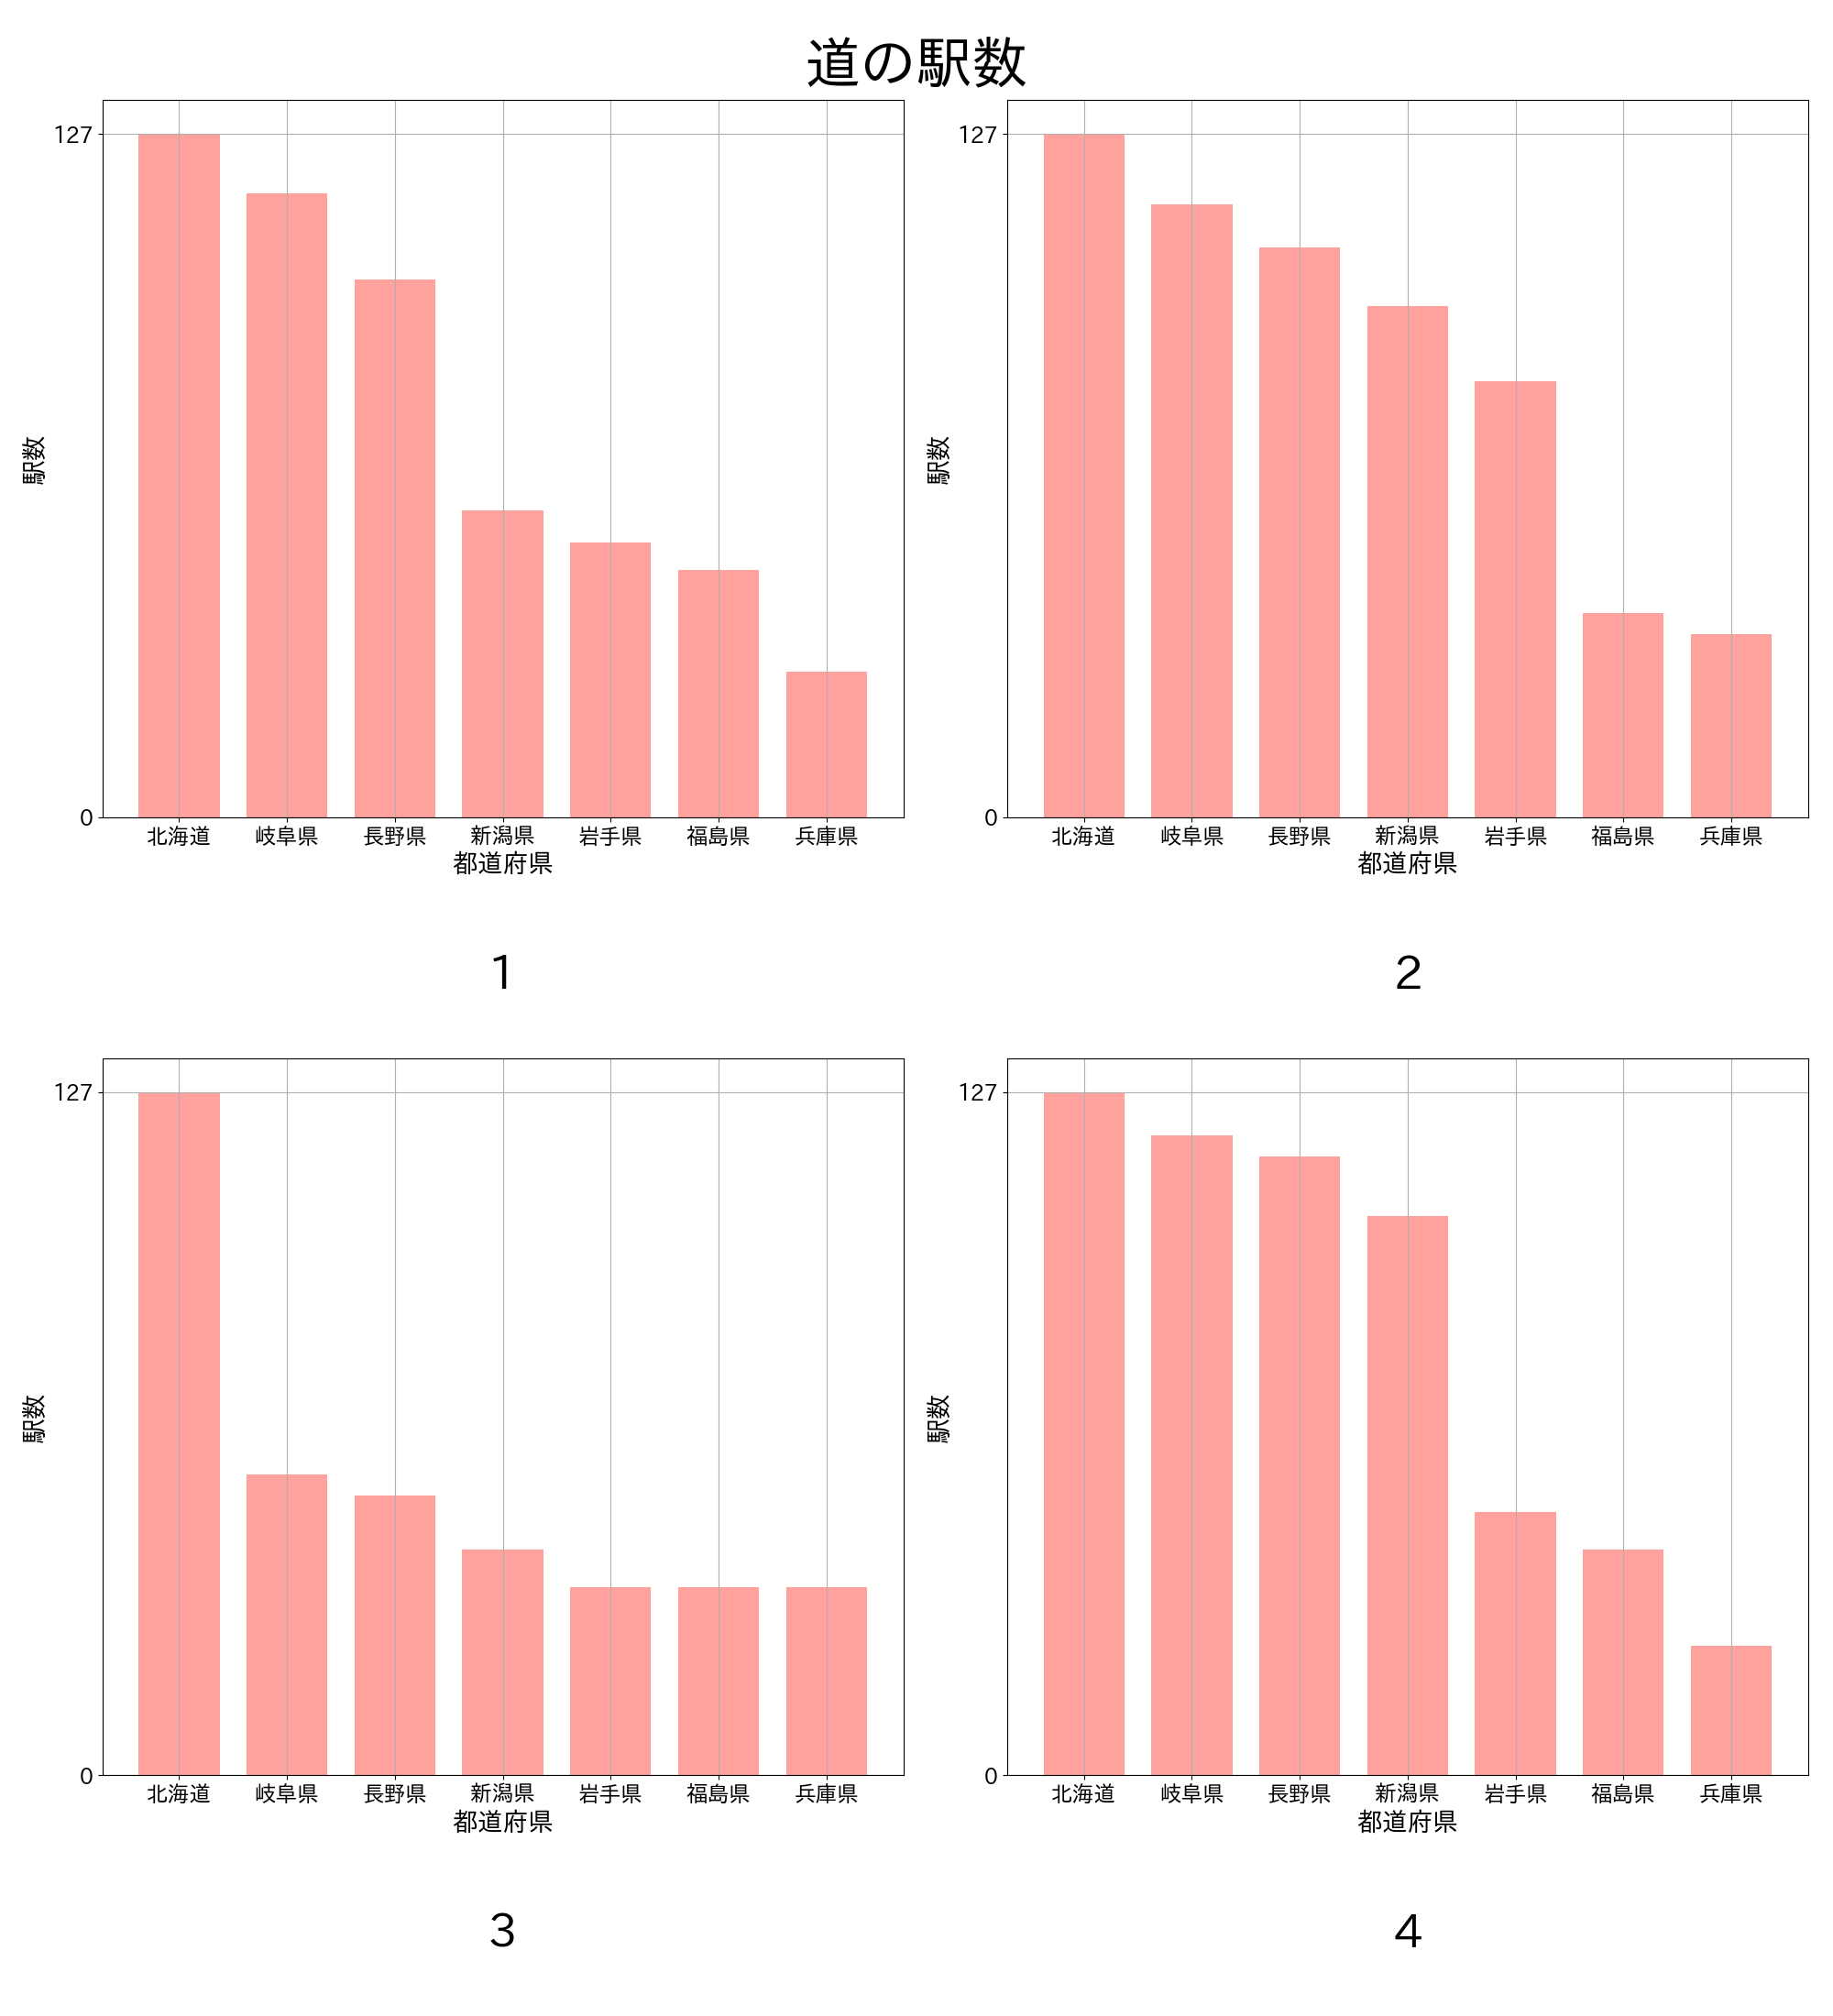 道の駅数
127
0
駅数
北海道 岐阜県 長野県 新潟県 岩手県 福島県 兵庫県
都道府県
1
127
0
駅数
北海道 岐阜県 長野県 新潟県 岩手県 福島県 兵庫県
都道府県
2
127
0
駅数
北海道 岐阜県 長野県 新潟県 岩手県 福島県 兵庫県
都道府県
3
127
0
駅数
北海道 岐阜県 長野県 新潟県 岩手県 福島県 兵庫県
都道府県
4